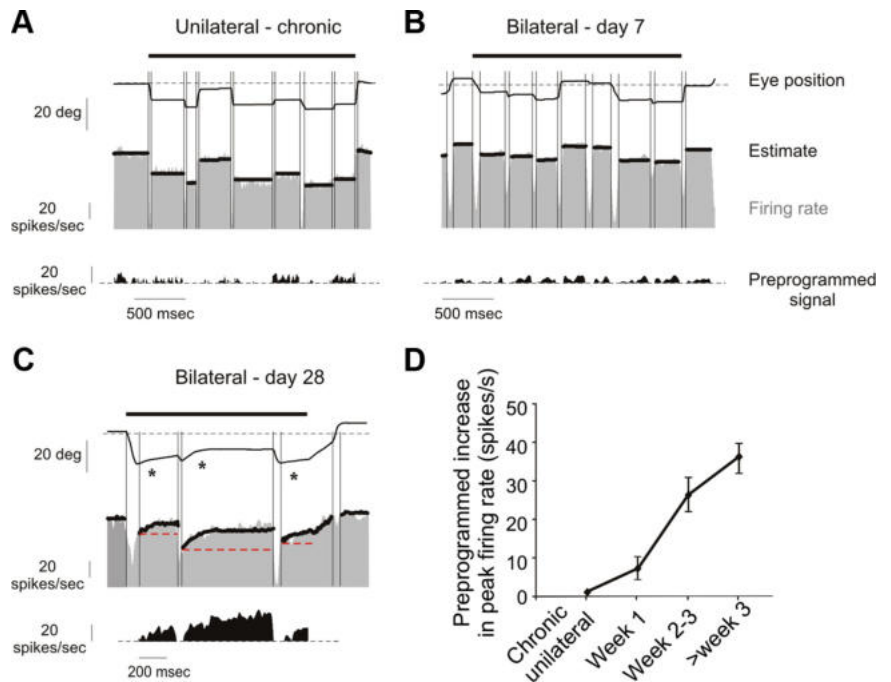 A
Unilateral - chronic
20 deg
20
spikes/sec
20
spikes/sec
500 msec
B
Bilateral - day 7
Eye position
Estimate
Firing rate
Preprogrammed
signal
500 msec
C
Bilateral - day 28
20 deg
*
*
*
20
spikes/sec
20
spikes/sec
200 msec
D
Preprogrammed increase
in peak firing rate (spikes/s)
50
40
30
20
10
0
Chronic
unilateral
Week 1
Week 2-3
>week 3